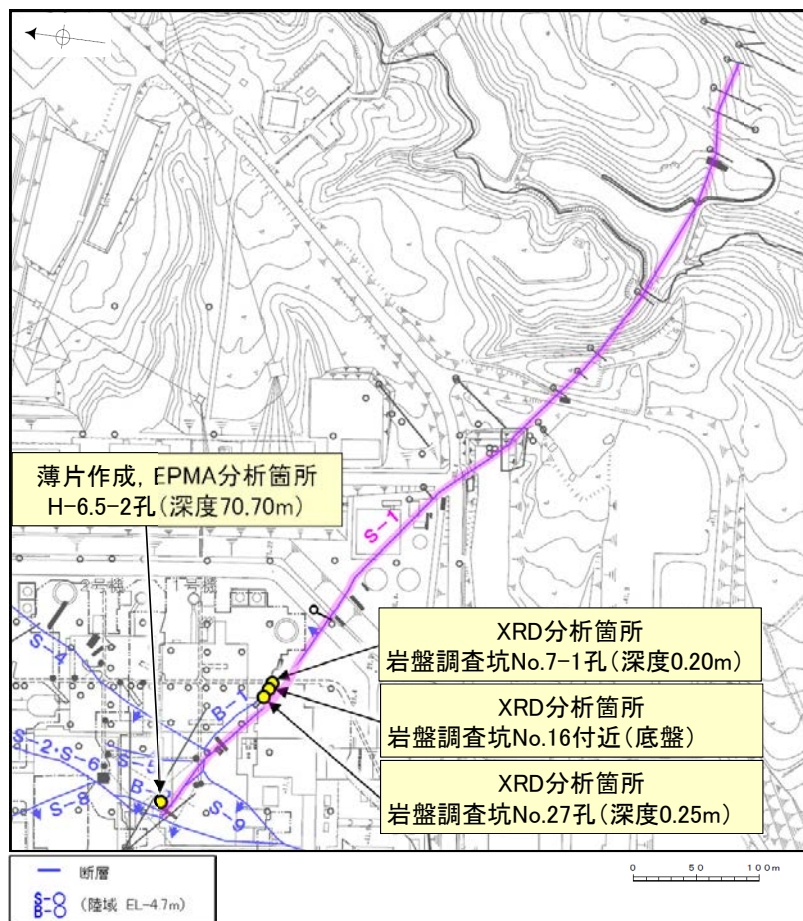 薄片作成，EPMA分析箇所
H-6.5-2孔（深度70.70m）
S-1
XRD分析箇所
岩盤調査坑No.7-1孔（深度0.20m）
XRD分析箇所
岩盤調査坑No.16付近（底盤）
XRD分析箇所
岩盤調査坑No.27孔（深度0.25m）
S-4
B-1
S-2・S-6
S-8
S-9
断層
S-○
B-○
（陸域 EL-4.7m）
0 50 100m